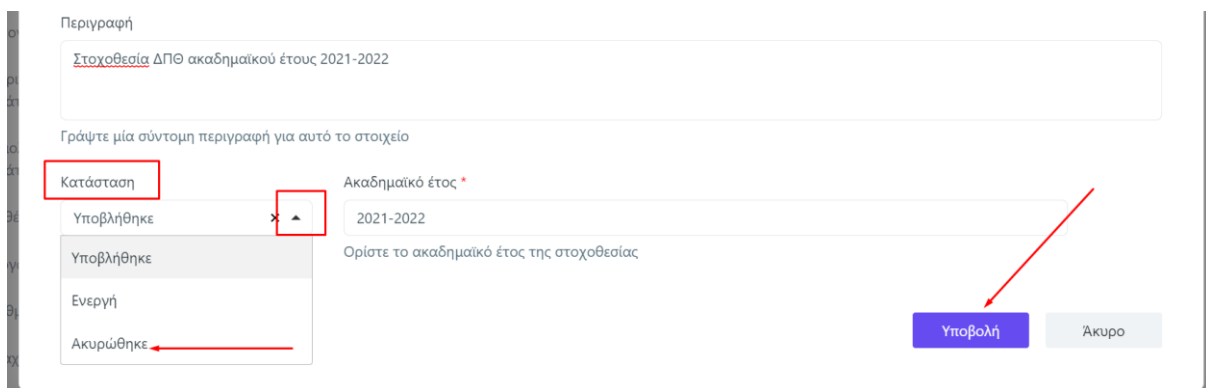 Περιγραφή
Στοχοθεσία ΔΠΘ ακαδημαϊκού έτους 2021-2022
Γράψτε μία σύντομη περιγραφή για αυτό το στοιχείο
Κατάσταση
Ακαδημαϊκό έτος *
Υποβλήθηκε
2021-2022
Υποβλήθηκε
Ορίστε το ακαδημαϊκό έτος της στοχοθεσίας
Ενεργή
Ακυρώθηκε
Υποβολή
Άκυρο